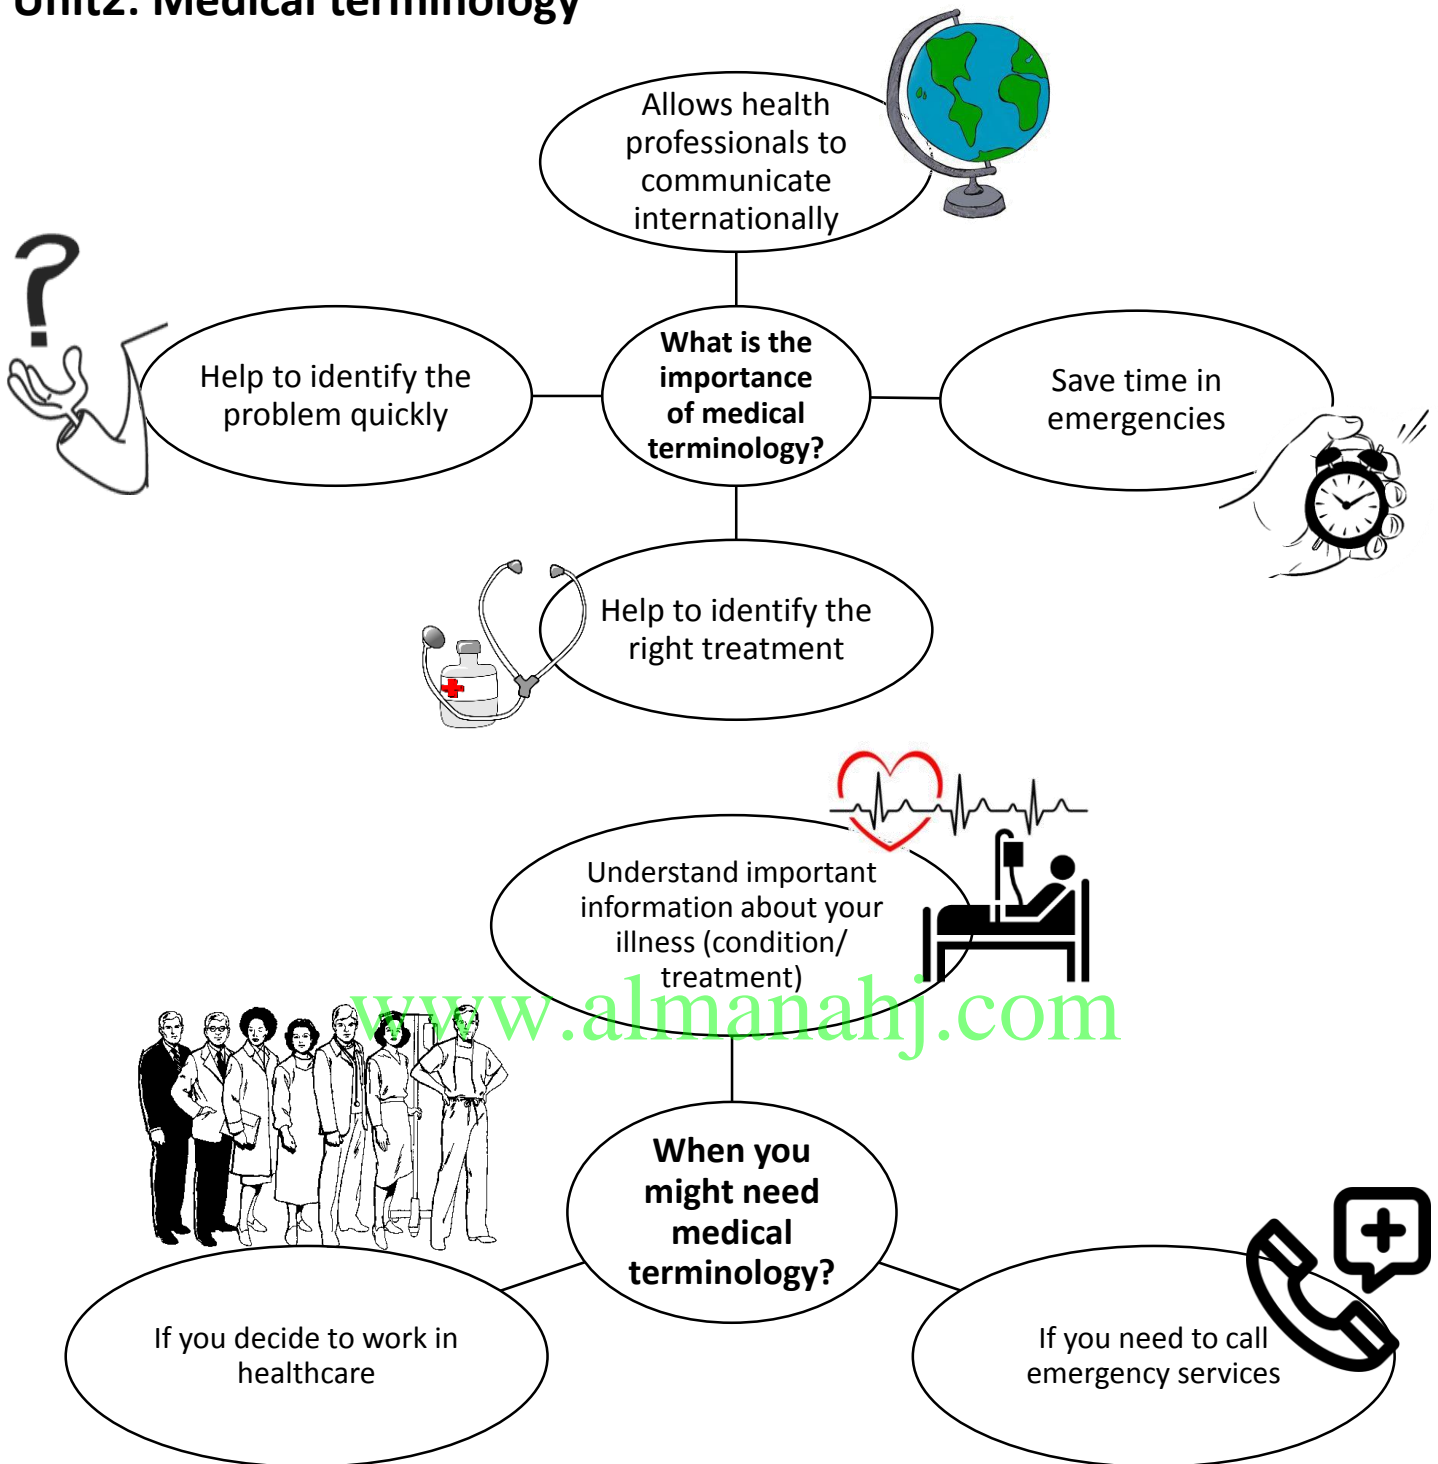 Unit2: Medical terminology
Allows health
professionals to
communicate
internationally
Help to identify the
problem quickly
What is the
importance
of medical
terminology?
Save time in
emergencies
Help to identify the
right treatment
Understand important
information about your
illness (condition/
treatment)
www.almanahj.com
When you
might need
medical
terminology?
If you decide to work in
healthcare
If you need to call
emergency services